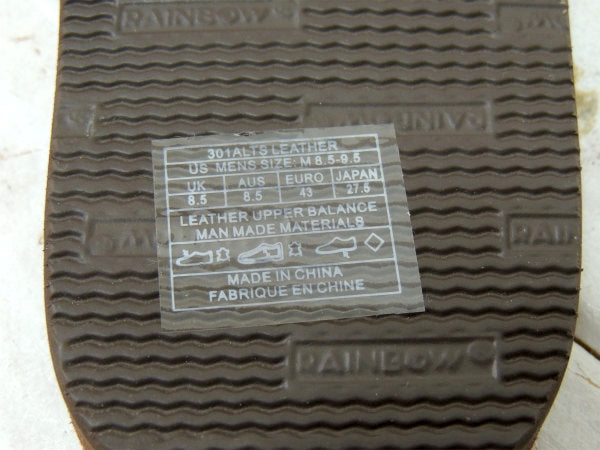 RAINBOW
RAINBOW
301ALTS LEATHER
US MENS SIZE: M 8.5-9.5
UK AUS EURO JAPAN
8.5 8.5 43 27.5
LEATHER UPPER BALANCE
MAN MADE MATERIALS
MADE IN CHINA
FABRIQUE EN CHINE
RAIN
RAINBOW